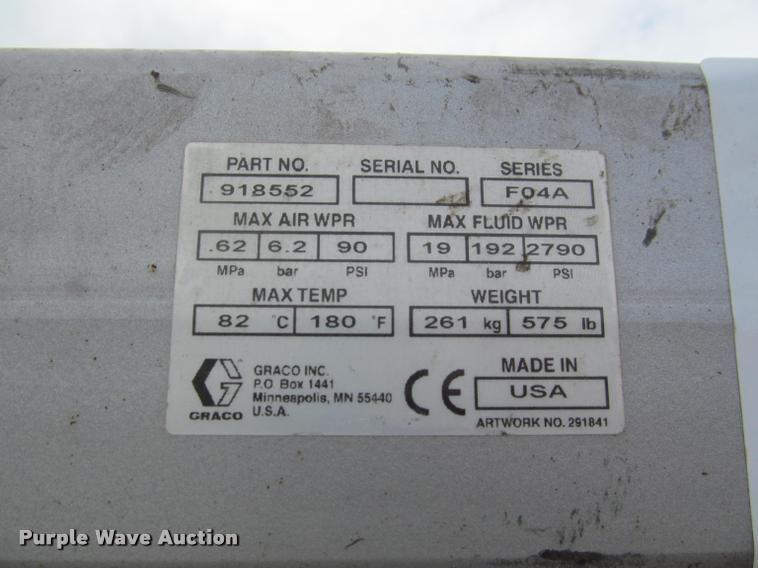 PART NO. SERIAL NO. SERIES
918552 F04A
MAX AIR WPR MAX FLUID WPR
.62 6.2 90 19 192 2790
MPa bar PSI MPa bar PSI
MAX TEMP WEIGHT
82 °C 180 °F 261 kg 575 lb
GRACO INC.
P.O. Box 1441
Minneapolis, MN 55440
U.S.A.
GRACO
CE
MADE IN
USA
ARTWORK NO. 291841
Purple Wave Auction